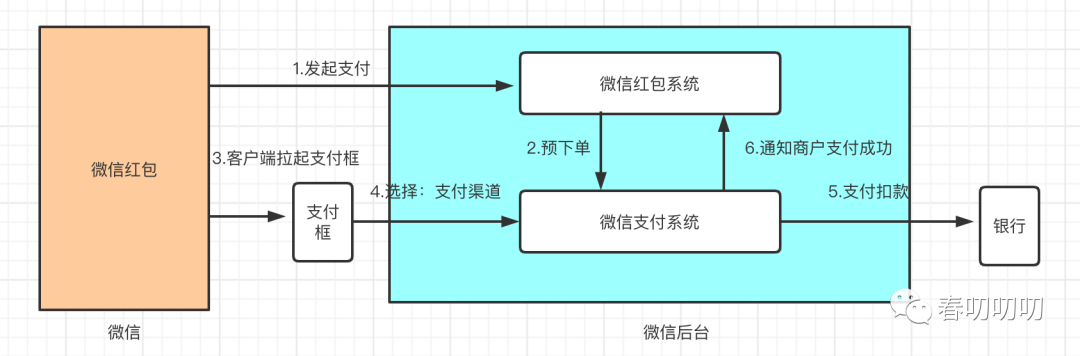 1.发起支付
微信红包系统
2.预下单
6.通知商户支付成功
微信红包
3.客户端拉起支付框
4.选择：支付渠道
5.支付扣款
支付
框
微信支付系统
银行
春叨叨叨
微信
微信后台